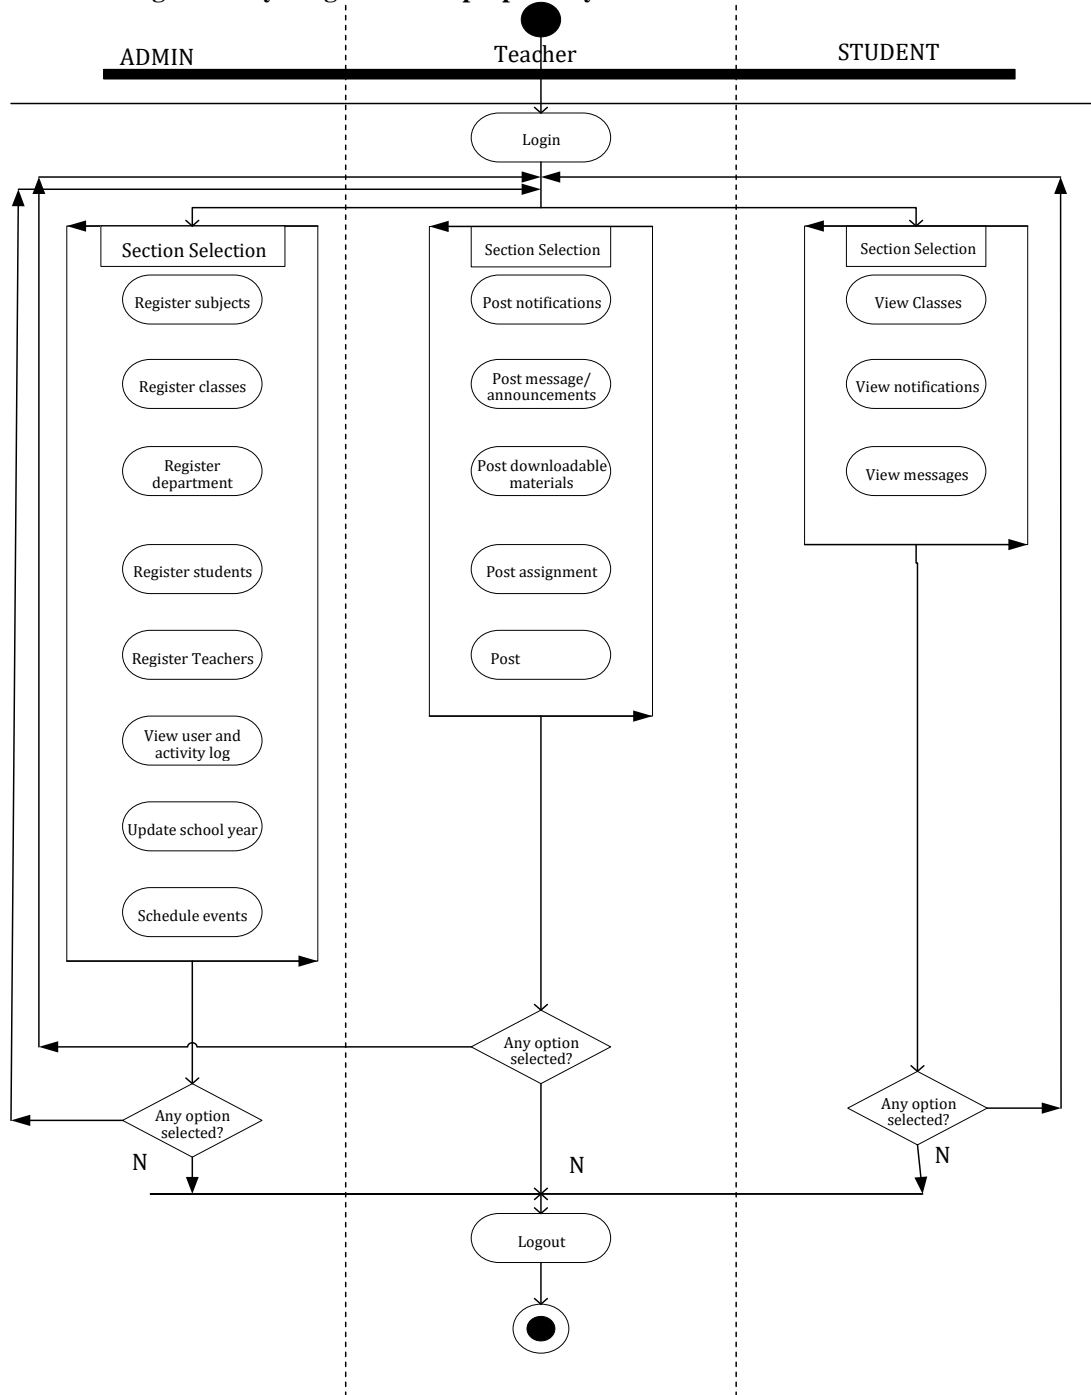 ADMIN
Teacher
STUDENT
Login
Section Selection
Register subjects
Register classes
Register
department
Register students
Register Teachers
View user and
activity log
Update school year
Schedule events
Any option
selected?
N
Section Selection
Post notifications
Post message/
announcements
Post downloadable
materials
Post assignment
Post
Any option
selected?
N
Section Selection
View Classes
View notifications
View messages
Any option
selected?
N
Logout